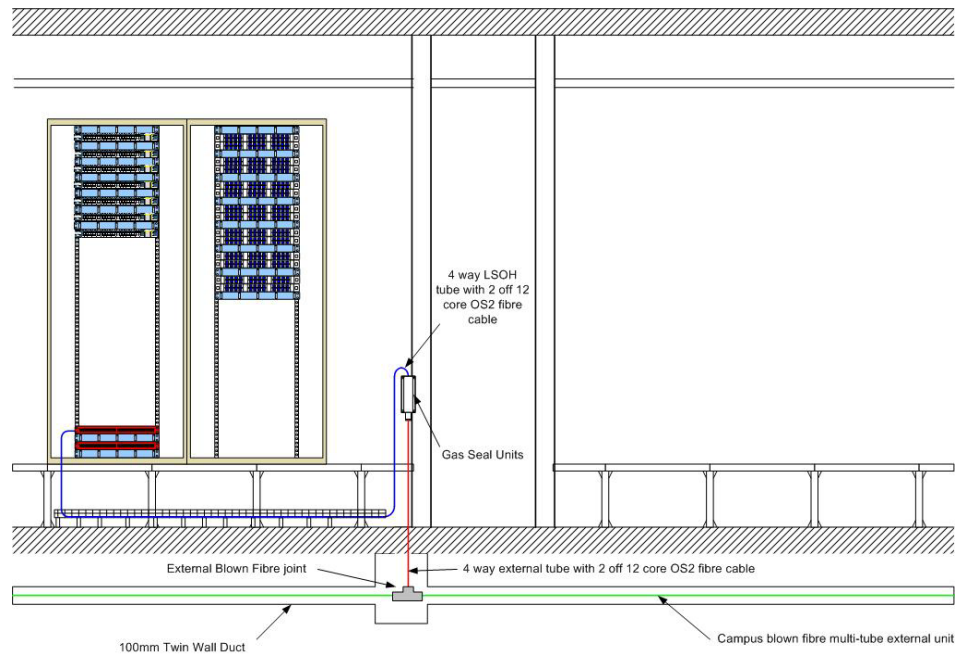 4 way LSOH
tube with 2 off 12
core OS2 fibre
cable
Gas Seal Units
External Blown Fibre joint
4 way external tube with 2 off 12 core OS2 fibre cable
100mm Twin Wall Duct
Campus blown fibre multi-tube external unit